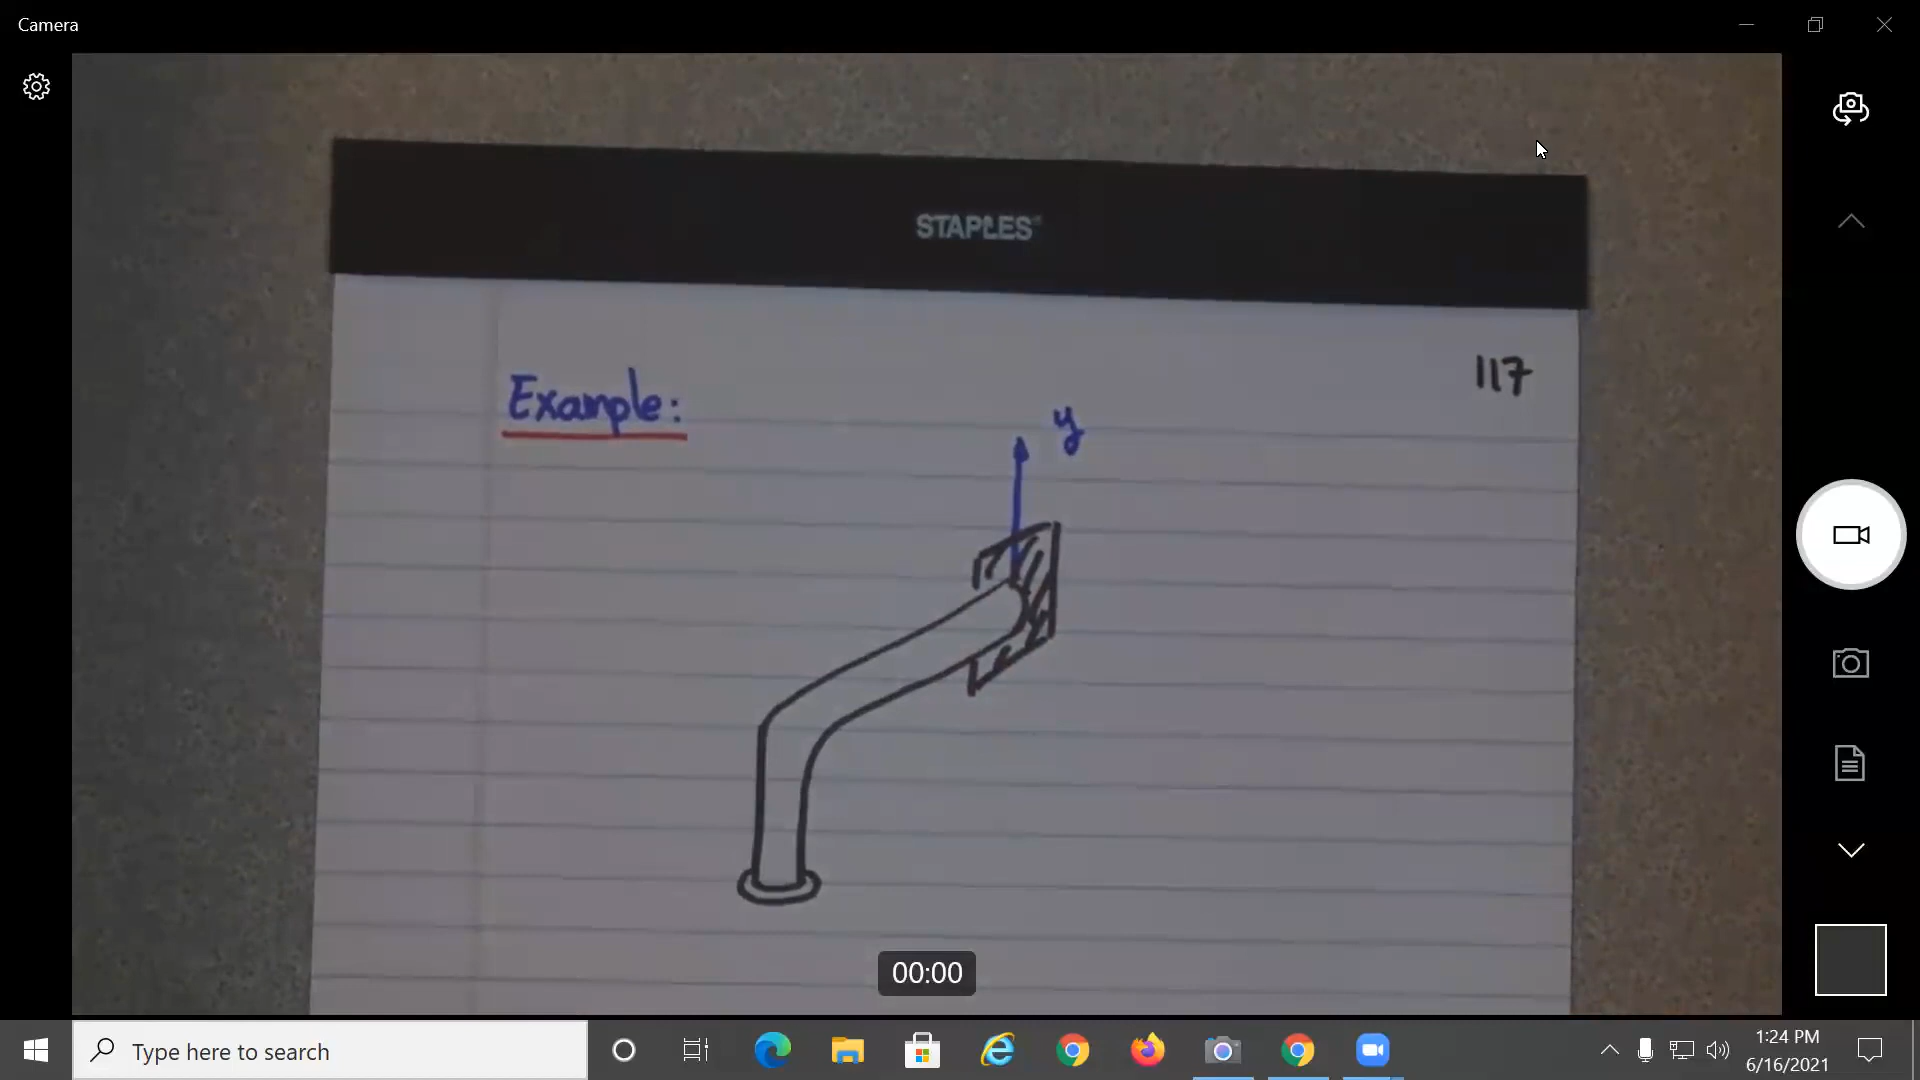 Camera
STAPLES
117
Example:
y
00:00
Type here to search
1:24 PM
6/16/2021